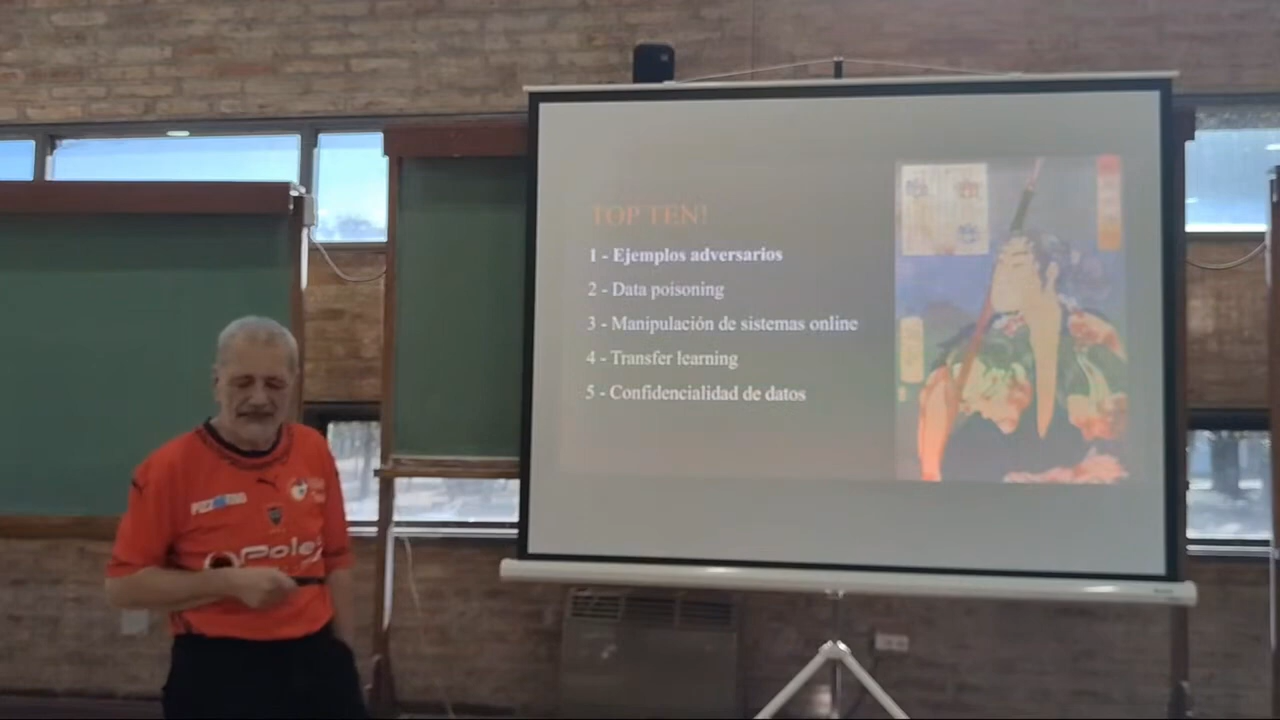 TOP TEN!
1 - Ejemplos adversarios
2 - Data poisoning
3 - Manipulación de sistemas online
4 - Transfer learning
5 - Confidencialidad de datos